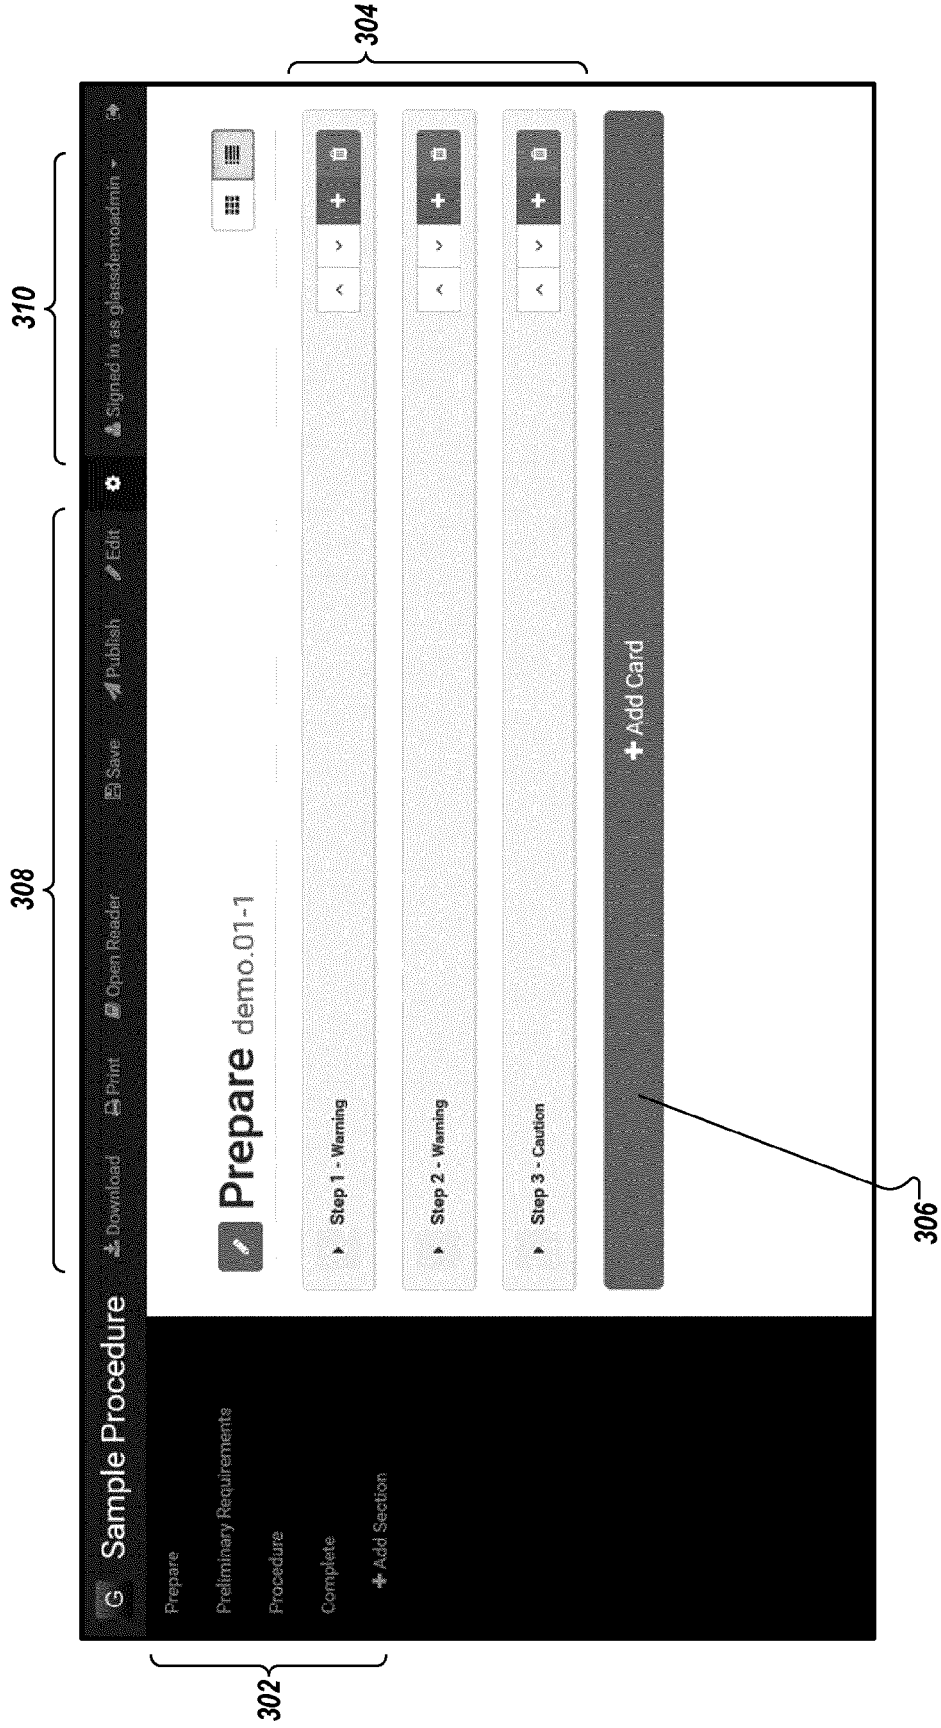 308
310
G Sample Procedure Download Print Open Reader Save Publish Edit Signed in as glassdemoadmin
302
Prepare
Preliminary Requirements
Procedure
Complete
+ Add Section
Prepare demo.01-1
304
Step 1 - Warning
Step 2 - Warning
Step 3 - Caution
+ Add Card
306